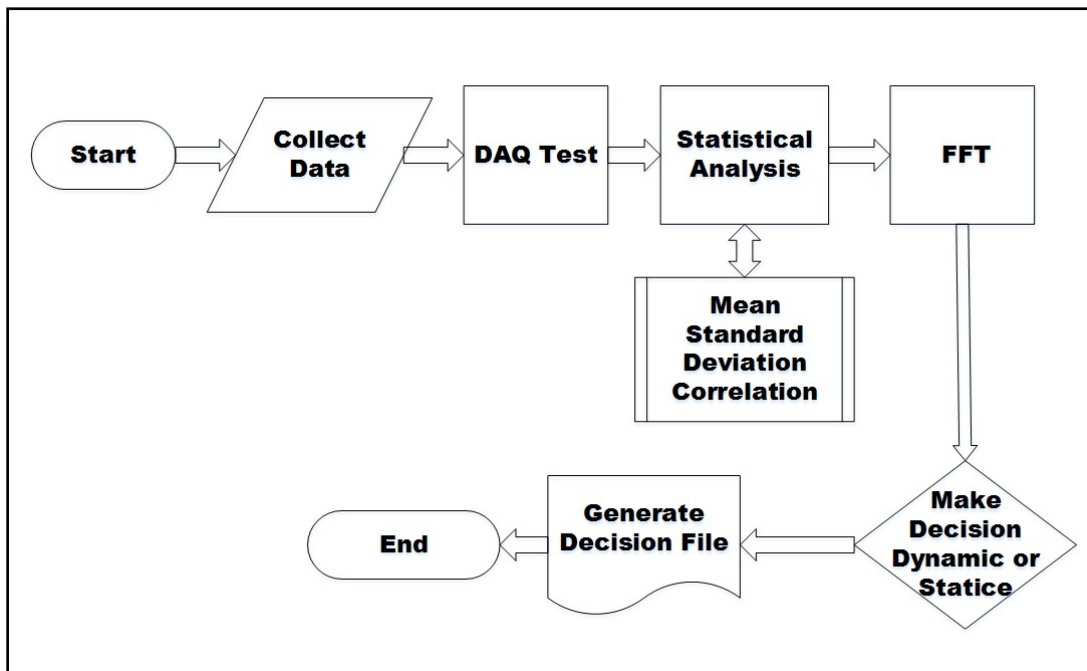 Start
Collect
Data
DAQ Test
Statistical
Analysis
FFT
Mean
Standard
Deviation
Correlation
Make
Decision
Dynamic or
Statice
Generate
Decision File
End